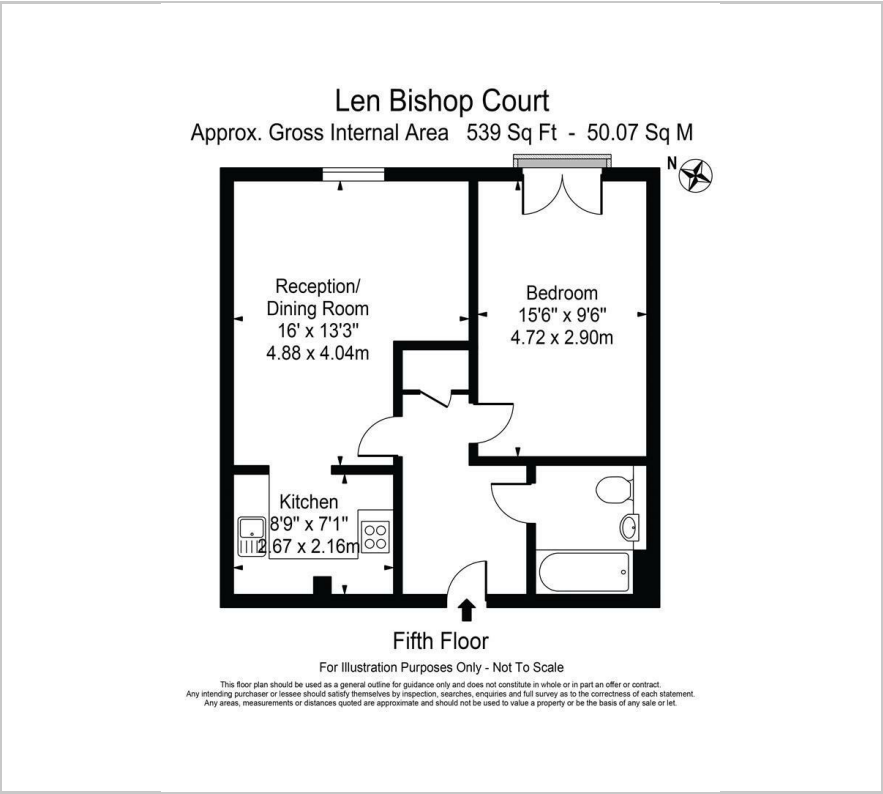 Len Bishop Court
Approx. Gross Internal Area 539 Sq Ft - 50.07 Sq M
N
Reception/
Dining Room
16' x 13'3"
4.88 x 4.04m
Bedroom
15'6" x 9'6"
4.72 x 2.90m
Kitchen
8'9" x 7'1"
2.67 x 2.16m
Fifth Floor
For Illustration Purposes Only - Not To Scale
This floor plan should be used as a general outline for guidance only and does not constitute in whole or in part an offer or contract.
Any intending purchaser or lessee should satisfy themselves by inspection, searches, enquiries and full survey as to the correctness of each statement.
Any areas, measurements or distances quoted are approximate and should not be used to value a property or be the basis of any sale or let.